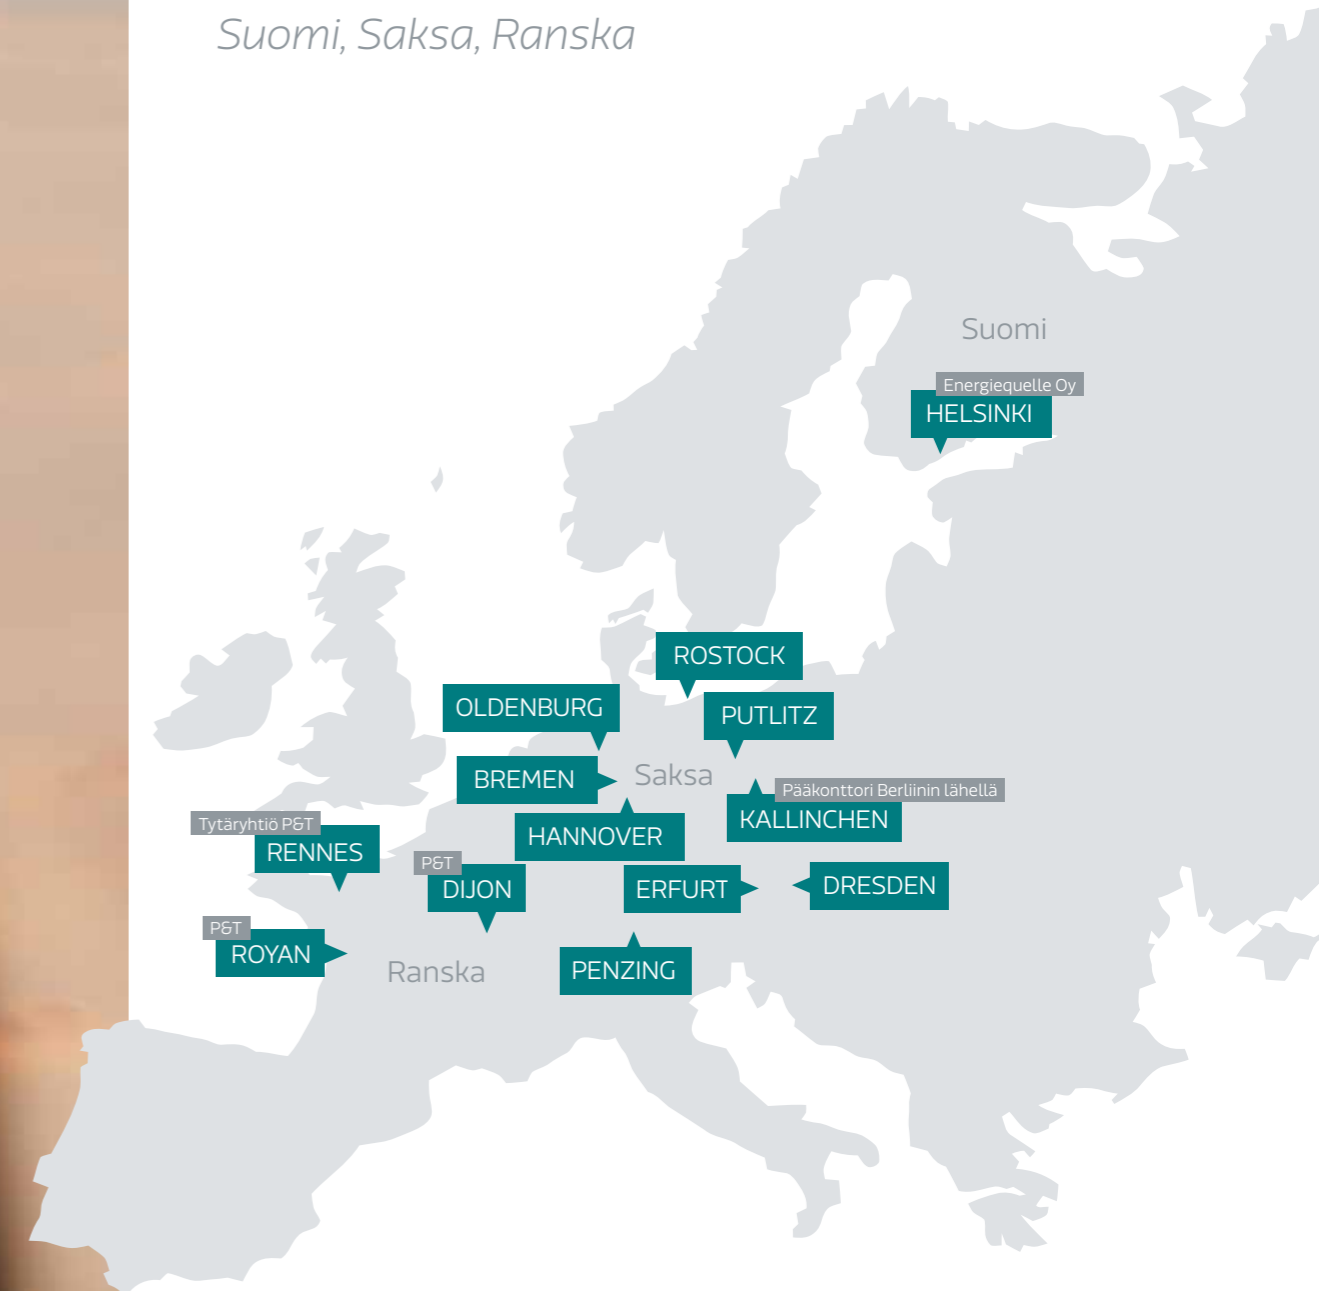 Suomi, Saksa, Ranska
Suomi
Energiequelle Oy
HELSINKI
ROSTOCK
OLDENBURG
PUTLITZ
BREMEN
Saksa
Pääkonttori Berliinin lähellä
KALLINCHEN
HANNOVER
Tytäryhtiö P&T
RENNES
P&T
DIJON
ERFURT
DRESDEN
P&T
ROYAN
Ranska
PENZING